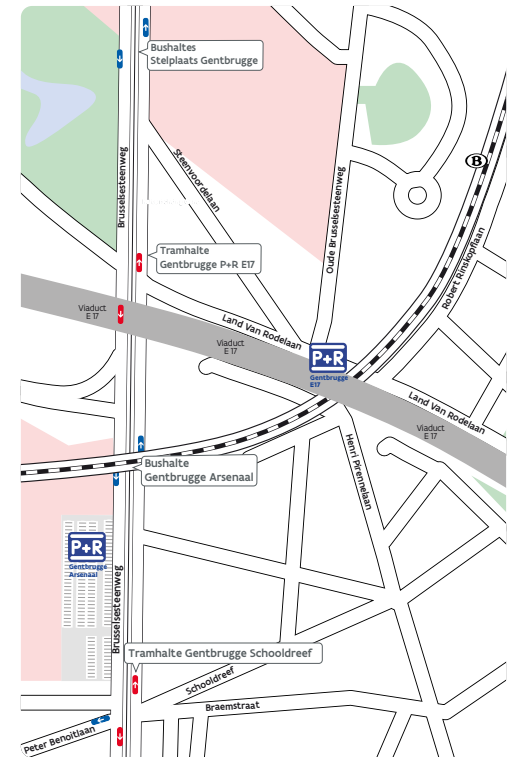 Bushaltes
Stelplaats Gentbrugge
Steenvoordelaan
Brusselsesteenweg
Oude Brusselsesteenweg
B
Robert Rinskopflaan
Tramhalte
Gentbrugge P+R E17
Viaduct
E 17
Land Van Rodelaan
Viaduct
E 17
P+R
Gentbrugge
E17
Land Van Rodelaan
Viaduct
E 17
Henri Pirennelaan
Bushalte
Gentbrugge Arsenaal
P+R
Gentbrugge
Arsenaal
Brusselsesteenweg
Tramhalte Gentbrugge Schooldreef
Schooldreef
Braemstraat
Peter Benoitlaan